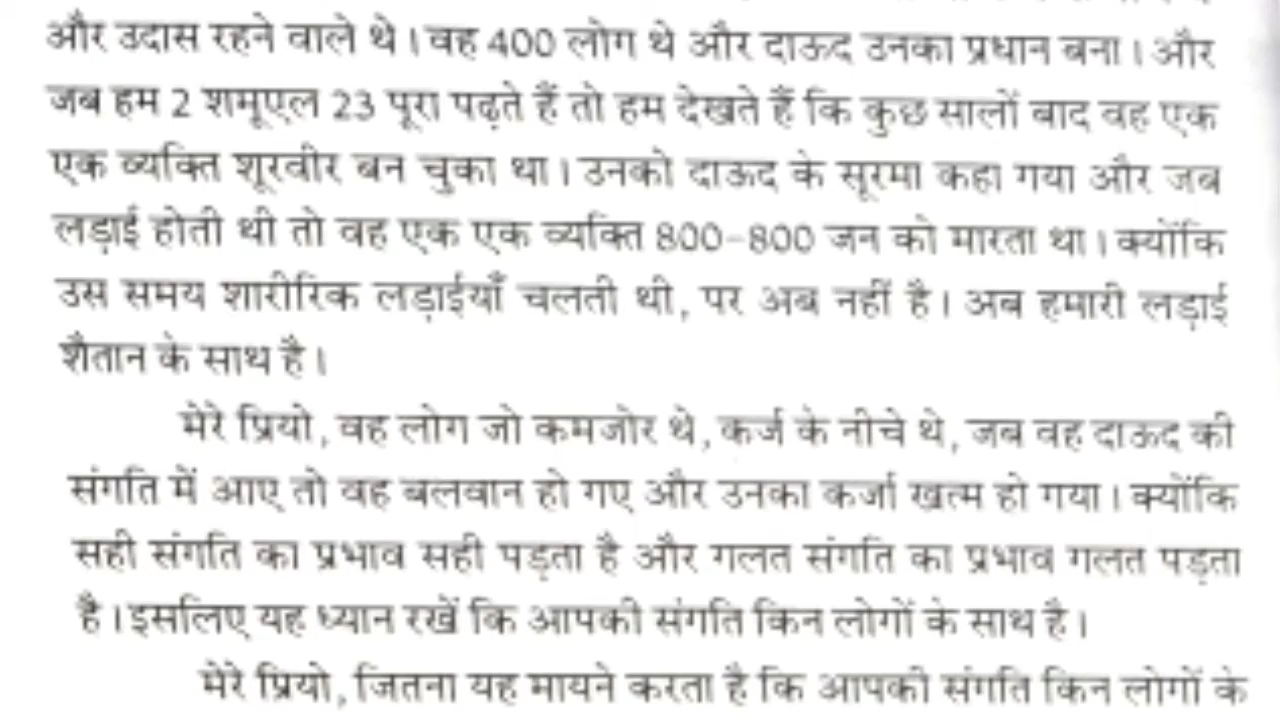 और उदास रहने वाले थे। वह 400 लोग थे और दाऊद उनका प्रधान बना। और
जब हम 2 शमूएल 23 पूरा पढ़ते हैं तो हम देखते हैं कि कुछ सालों बाद वह एक
एक व्यक्ति शूरवीर बन चुका था। उनको दाऊद के सूरमा कहा गया और जब
लड़ाई होती थी तो वह एक एक व्यक्ति 800-800 जन को मारता था। क्योंकि
उस समय शारीरिक लड़ाईयाँ चलती थी, पर अब नहीं है। अब हमारी लड़ाई
शैतान के साथ है।
मेरे प्रियो, वह लोग जो कमजोर थे, कर्ज के नीचे थे, जब वह दाऊद की
संगति में आए तो वह बलवान हो गए और उनका कर्जा खत्म हो गया। क्योंकि
सही संगति का प्रभाव सही पड़ता है और गलत संगति का प्रभाव गलत पड़ता
है। इसलिए यह ध्यान रखें कि आपकी संगति किन लोगों के साथ है।
मेरे प्रियो, जितना यह मायने करता है कि आपकी संगति किन लोगों के